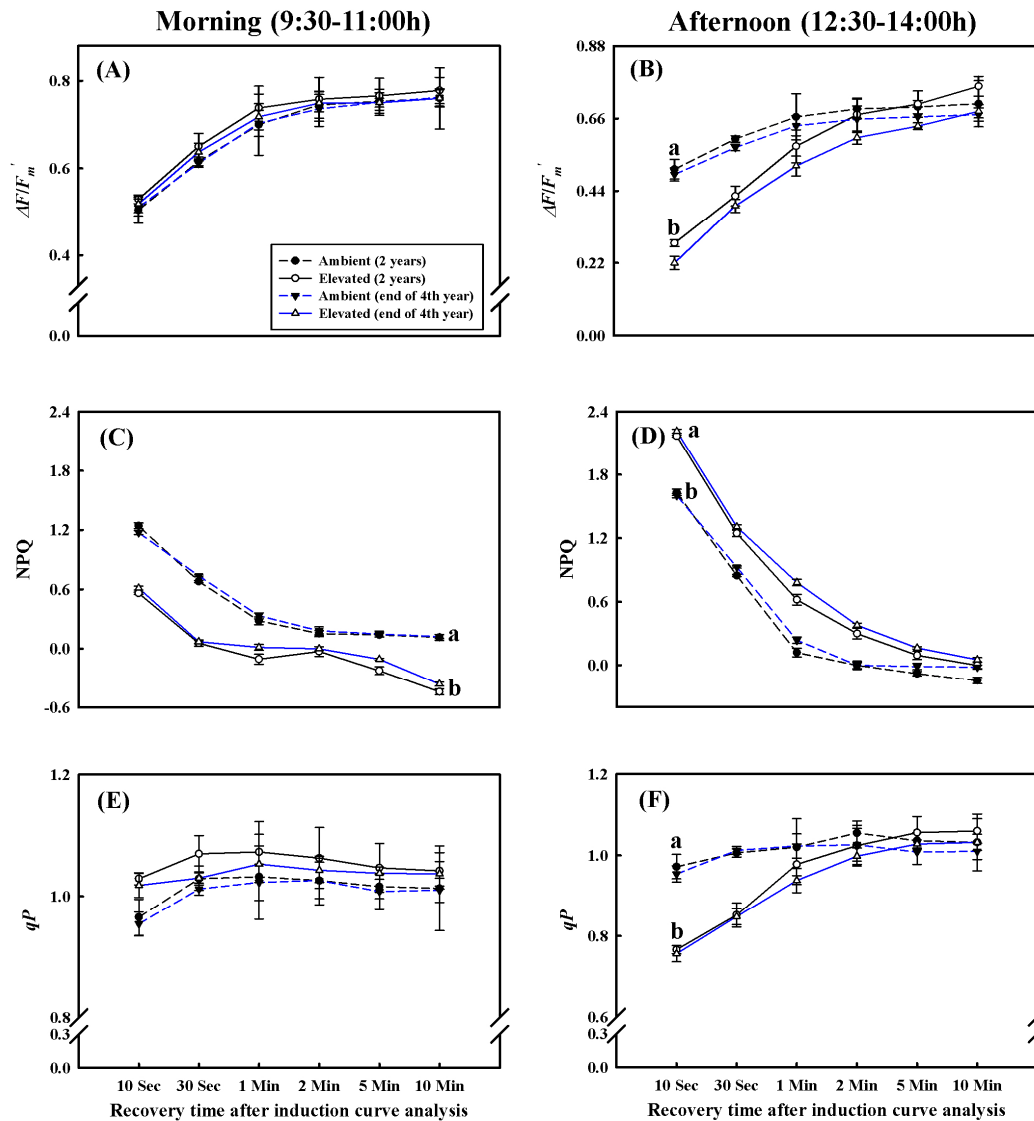 Morning (9:30-11:00h)
Afternoon (12:30-14:00h)
(A)
ΔF/Fm'
0.8
0.6
0.4
0.0
Ambient (2 years)
Elevated (2 years)
Ambient (end of 4th year)
Elevated (end of 4th year)
(B)
ΔF/Fm'
0.88
0.66
0.44
0.22
0.00
a
b
(C)
NPQ
2.4
1.8
1.2
0.6
0.0
-0.6
a
b
(D)
NPQ
2.4
1.8
1.2
0.6
0.0
a
b
(E)
qP
1.2
1.0
0.8
0.3
0.0
10 Sec 30 Sec 1 Min 2 Min 5 Min 10 Min
Recovery time after induction curve analysis
(F)
qP
1.2
1.0
0.8
0.6
0.3
0.0
a
b
10 Sec 30 Sec 1 Min 2 Min 5 Min 10 Min
Recovery time after induction curve analysis